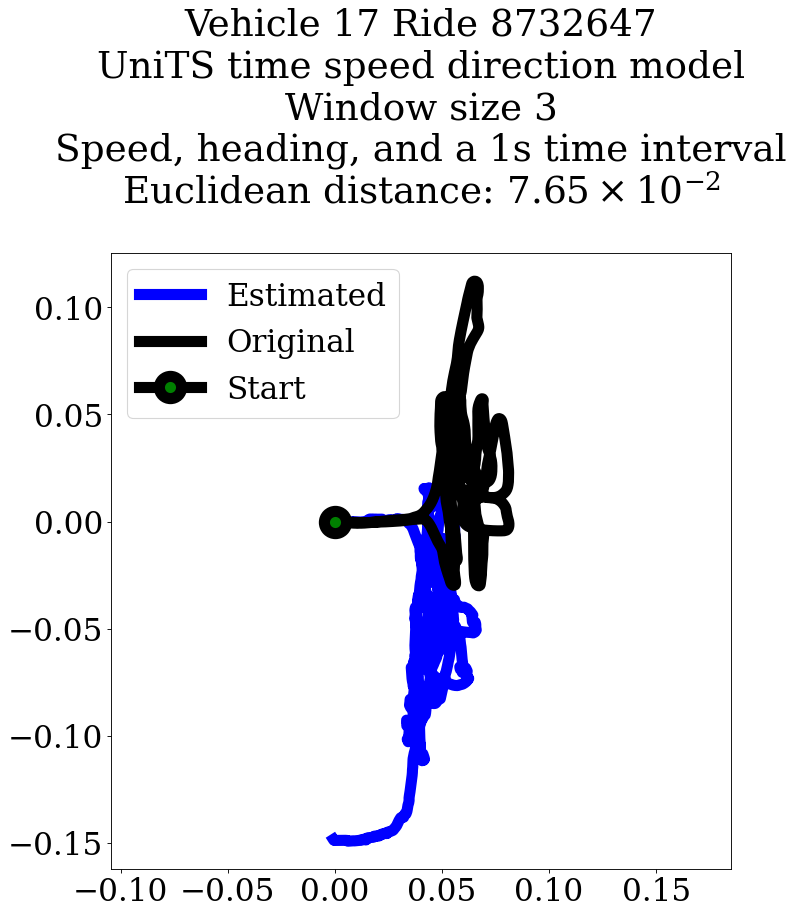 Vehicle 17 Ride 8732647
UniTS time speed direction model
Window size 3
Speed, heading, and a 1s time interval
Euclidean distance: 7.65 × 10⁻²
Estimated
Original
Start
0.10
0.05
0.00
−0.05
−0.10
−0.15
−0.10 −0.05 0.00 0.05 0.10 0.15